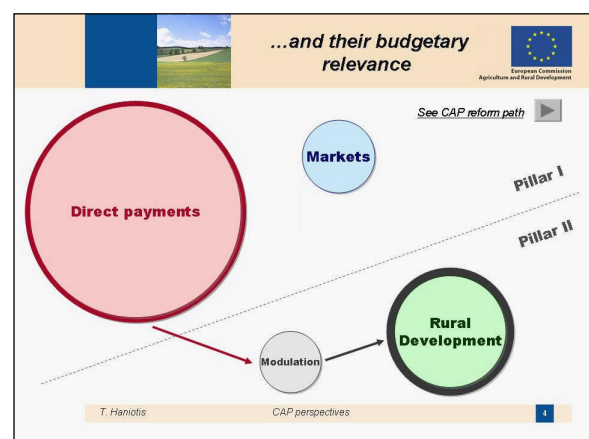 ...and their budgetary
relevance
European Commission
Agriculture and Rural Development
See CAP reform path
Markets
Pillar I
Direct payments
Pillar II
Rural
Development
Modulation
T. Haniotis
CAP perspectives
4